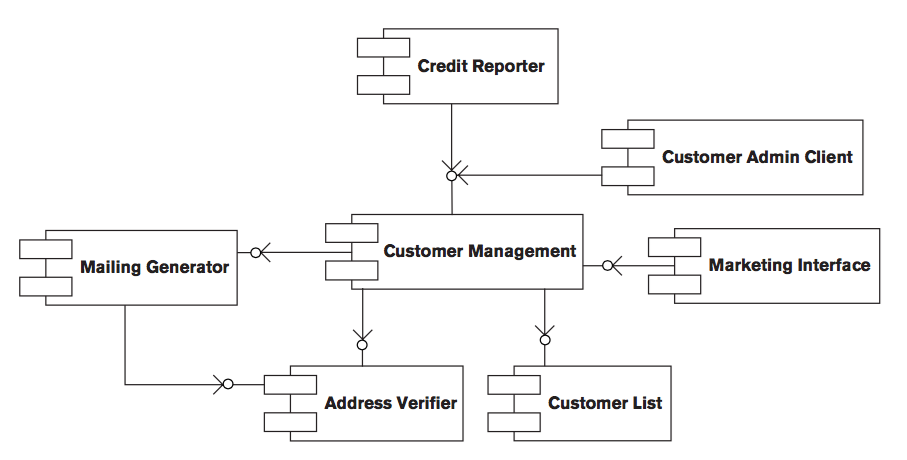 Credit Reporter
Customer Admin Client
Customer Management
Mailing Generator
Marketing Interface
Address Verifier
Customer List